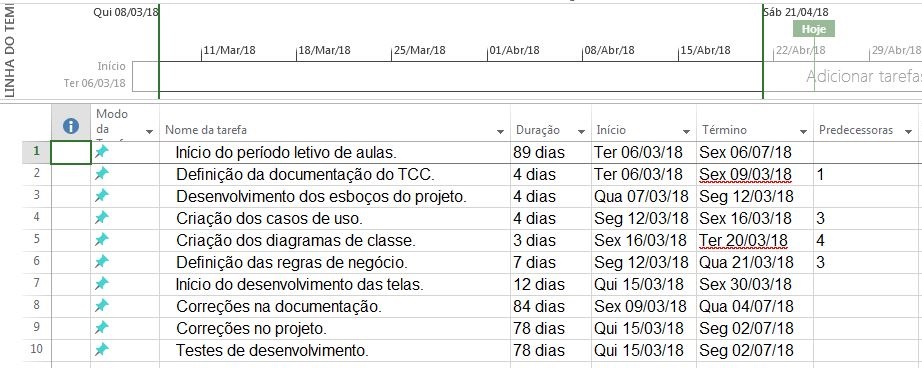 LINHA DO TEM
Qui 08/03/18
Sáb 21/04/18
Hoje
11/Mar/18 18/Mar/18 25/Mar/18 01/Abr/18 08/Abr/18 15/Abr/18 22/Abr/18 29/Abr/18
Início
Ter 06/03/18
Adicionar tarefas
Modo da Nome da tarefa Duração Início Término Predecessoras
1 Início do período letivo de aulas. 89 dias Ter 06/03/18 Sex 06/07/18
2 Definição da documentação do TCC. 4 dias Ter 06/03/18 Sex 09/03/18 1
3 Desenvolvimento dos esboços do projeto. 4 dias Qua 07/03/18 Seg 12/03/18
4 Criação dos casos de uso. 4 dias Seg 12/03/18 Sex 16/03/18 3
5 Criação dos diagramas de classe. 3 dias Sex 16/03/18 Ter 20/03/18 4
6 Definição das regras de negócio. 7 dias Seg 12/03/18 Qua 21/03/18 3
7 Início do desenvolvimento das telas. 12 dias Qui 15/03/18 Sex 30/03/18
8 Correções na documentação. 84 dias Sex 09/03/18 Qua 04/07/18
9 Correções no projeto. 78 dias Qui 15/03/18 Seg 02/07/18
10 Testes de desenvolvimento. 78 dias Qui 15/03/18 Seg 02/07/18